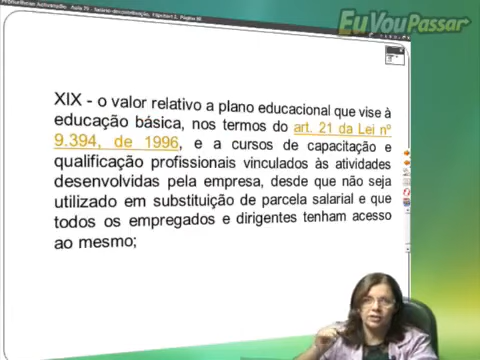 EuVouPassar
XIX - o valor relativo a plano educacional que vise à
educação básica, nos termos do art. 21 da Lei nº
9.394, de 1996, e a cursos de capacitação e
qualificação profissionais vinculados às atividades
desenvolvidas pela empresa, desde que não seja
utilizado em substituição de parcela salarial e que
todos os empregados e dirigentes tenham acesso
ao mesmo;